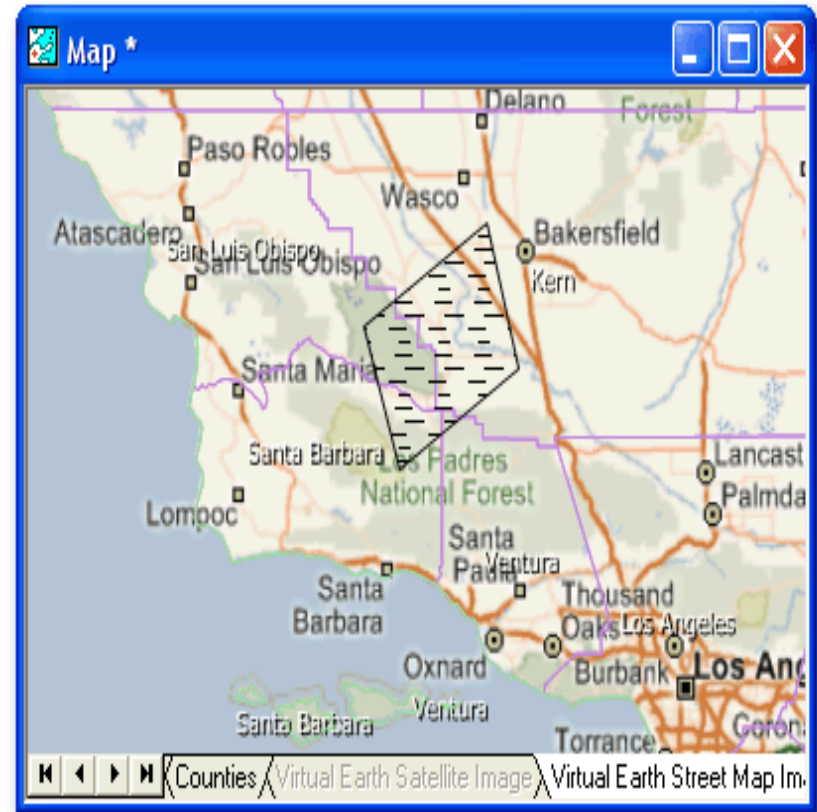 Map *
Delano
Forest
Paso Robles
Wasco
Atascadero
San Luis Obispo
San Luis Obispo
Bakersfield
Kern
Santa Maria
Santa Barbara
Los Padres
National Forest
Lancast
Palmda
Lompoc
Santa
Paula
Ventura
Santa
Barbara
Thousand
Oaks
Los Angeles
Oxnard
Burbank
Los Ang
Santa Barbara
Ventura
Torrance
Coron
Counties
Virtual Earth Satellite Image
Virtual Earth Street Map Im